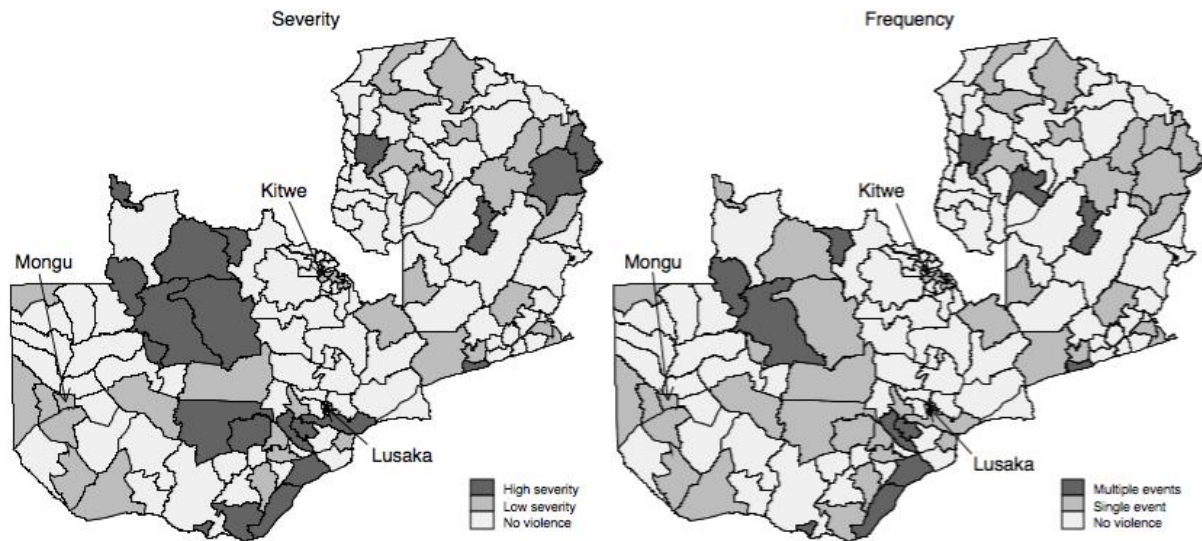 Severity
Kitwe
Mongu
Lusaka
High severity
Low severity
No violence
Frequency
Kitwe
Mongu
Lusaka
Multiple events
Single event
No violence